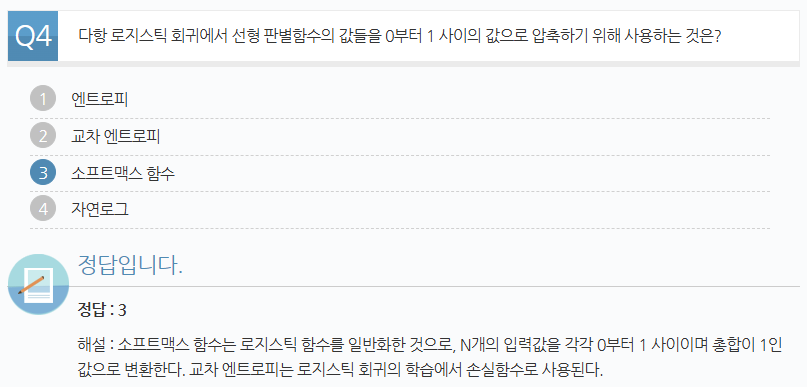 Q4 다항 로지스틱 회귀에서 선형 판별함수의 값들을 0부터 1 사이의 값으로 압축하기 위해 사용하는 것은?
1 엔트로피
2 교차 엔트로피
3 소프트맥스 함수
4 자연로그
정답입니다.
정답 : 3
해설 : 소프트맥스 함수는 로지스틱 함수를 일반화한 것으로, N개의 입력값을 각각 0부터 1 사이이며 총합이 1인
값으로 변환한다. 교차 엔트로피는 로지스틱 회귀의 학습에서 손실함수로 사용된다.